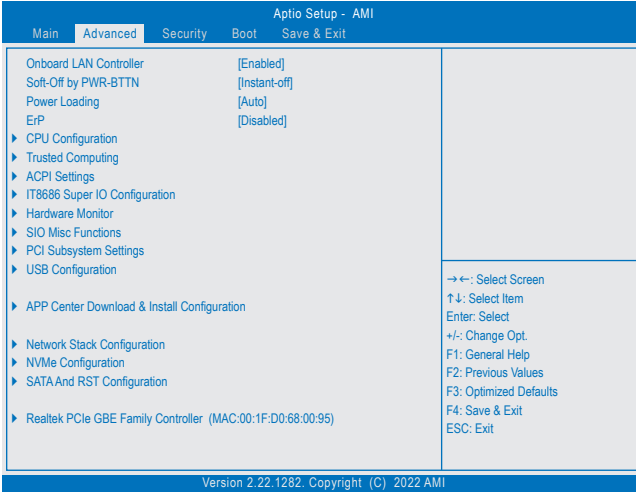 Aptio Setup - AMI
Main Advanced Security Boot Save & Exit
Onboard LAN Controller [Enabled]
Soft-Off by PWR-BTTN [Instant-off]
Power Loading [Auto]
ErP [Disabled]
CPU Configuration
Trusted Computing
ACPI Settings
IT8686 Super IO Configuration
Hardware Monitor
SIO Misc Functions
PCI Subsystem Settings
USB Configuration
APP Center Download & Install Configuration
Network Stack Configuration
NVMe Configuration
SATA And RST Configuration
Realtek PCIe GBE Family Controller (MAC:00:1F:D0:68:00:95)
→←: Select Screen
↑↓: Select Item
Enter: Select
+/-: Change Opt.
F1: General Help
F2: Previous Values
F3: Optimized Defaults
F4: Save & Exit
ESC: Exit
Version 2.22.1282. Copyright (C) 2022 AMI